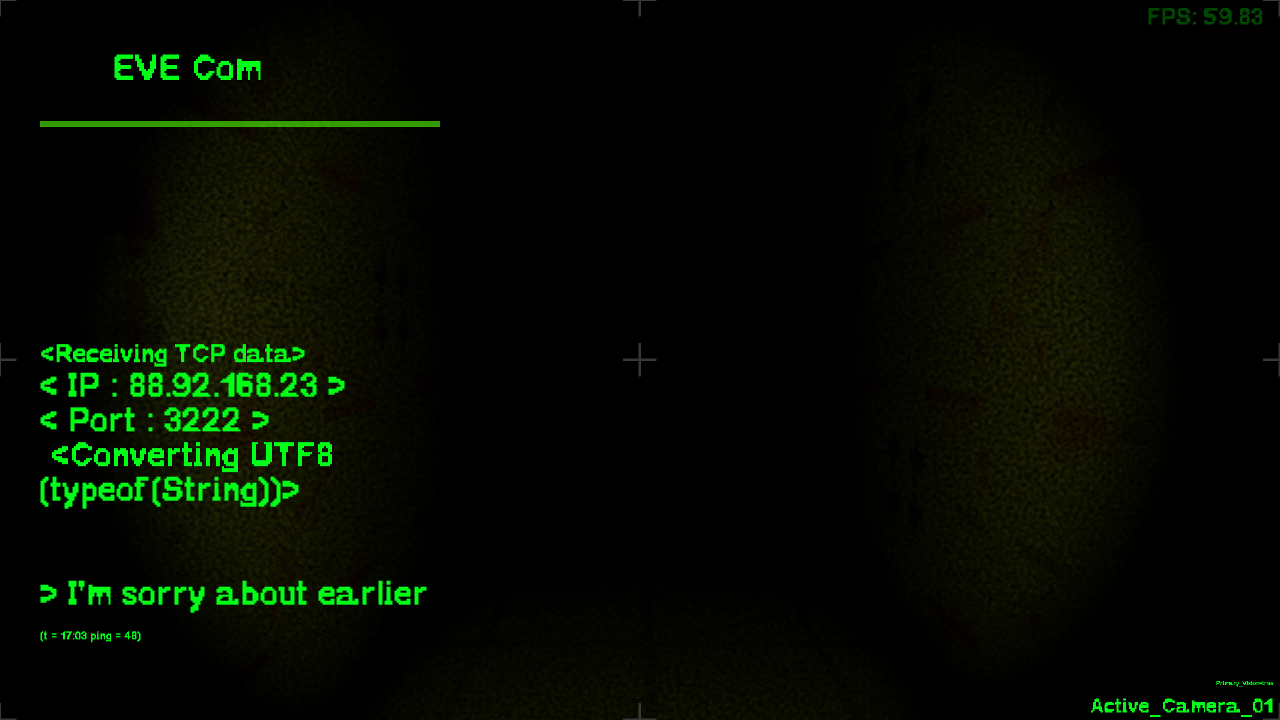 FPS: 59.83
EVE Com
<Receiving TCP data>
< IP : 88.92.168.23 >
< Port : 3222 >
<Converting UTF8
(typeof(String))>
> I'm sorry about earlier
(t = 17:03 ping = 48)
Active_Camera_01